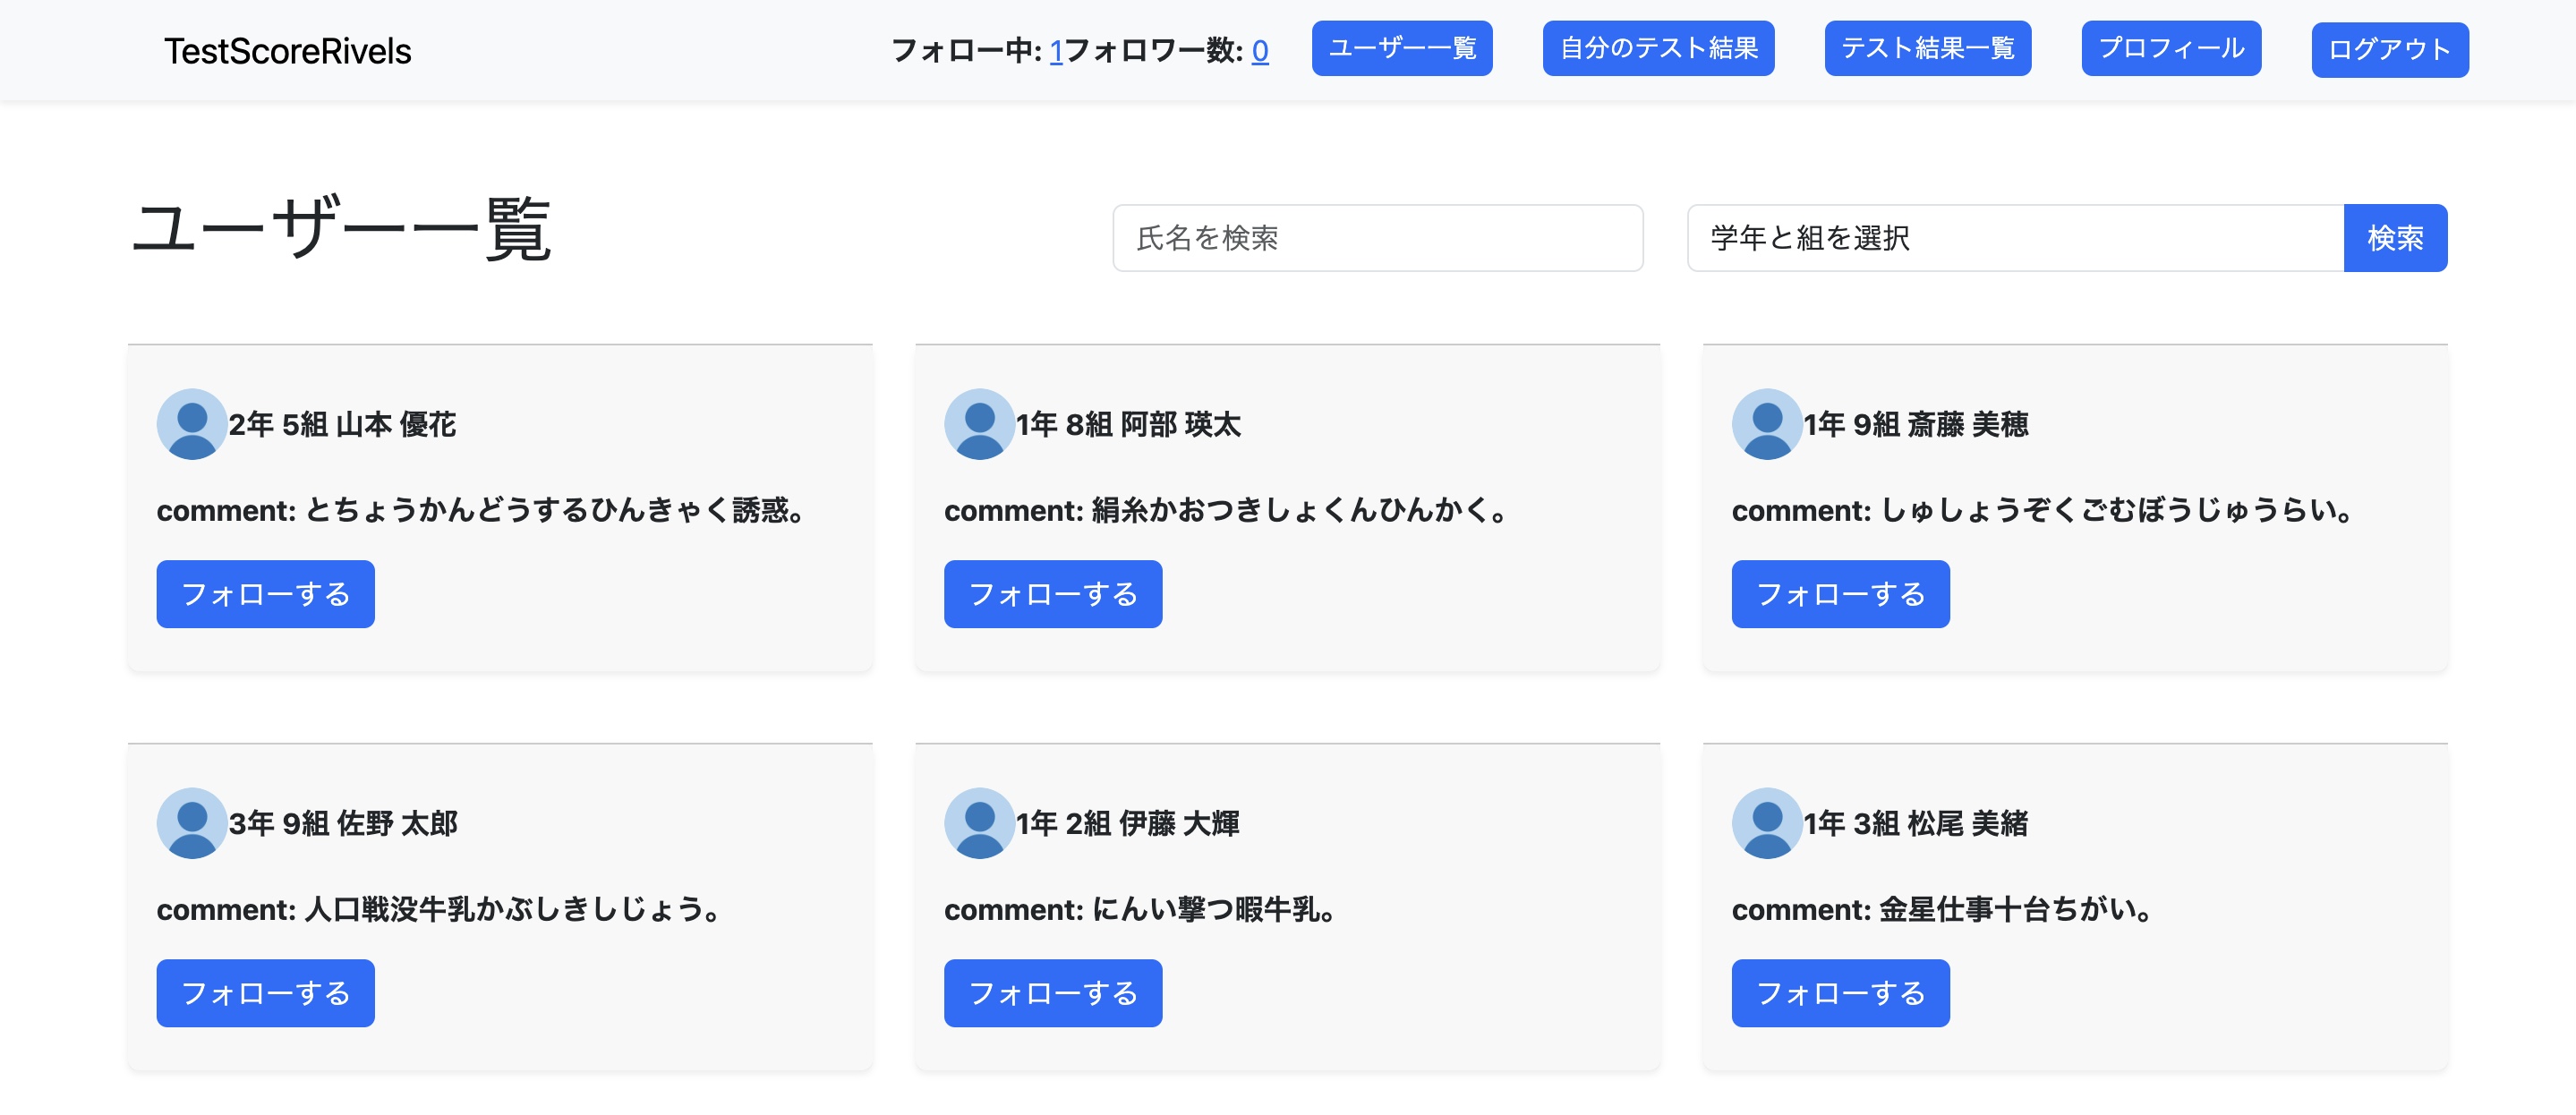 TestScoreRivels
フォロー中: 1フォロワー数: 0
ユーザー一覧
自分のテスト結果
テスト結果一覧
プロフィール
ログアウト
ユーザー一覧
氏名を検索
学年と組を選択
検索
2年 5組 山本 優花
comment: とちょうかんどうするひんきゃく誘惑。
フォローする
1年 8組 阿部 瑛太
comment: 絹糸かおつきしょくんひんかく。
フォローする
1年 9組 斎藤 美穂
comment: しゅしょうぞくごむぼうじゅうらい。
フォローする
3年 9組 佐野 太郎
comment: 人口戦没牛乳かぶしきしじょう。
フォローする
1年 2組 伊藤 大輝
comment: にんい撃つ暇牛乳。
フォローする
1年 3組 松尾 美緒
comment: 金星仕事十台ちがい。
フォローする